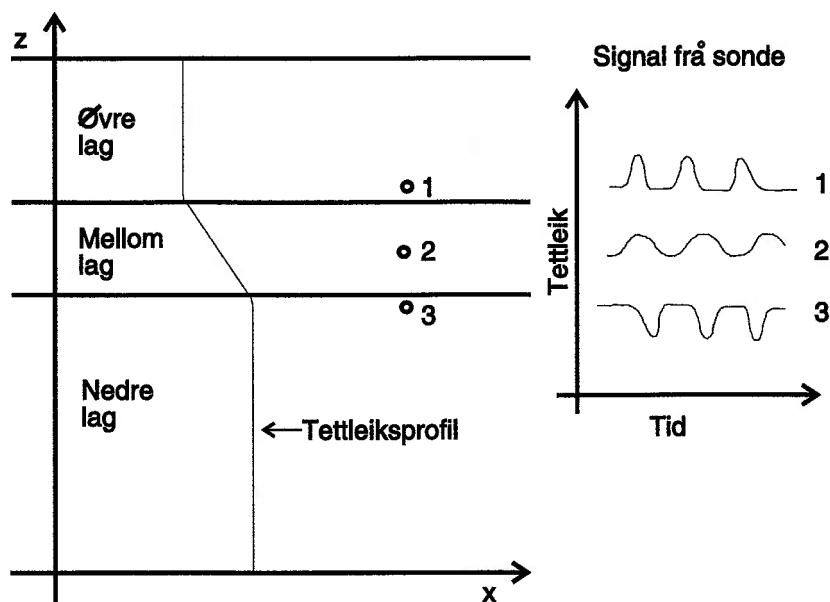 z
Øvre
lag
1
Mellom
lag
2
3
Nedre
lag
Tettleiksprofil
x
Signal frå sonde
Tettleik
1
2
3
Tid